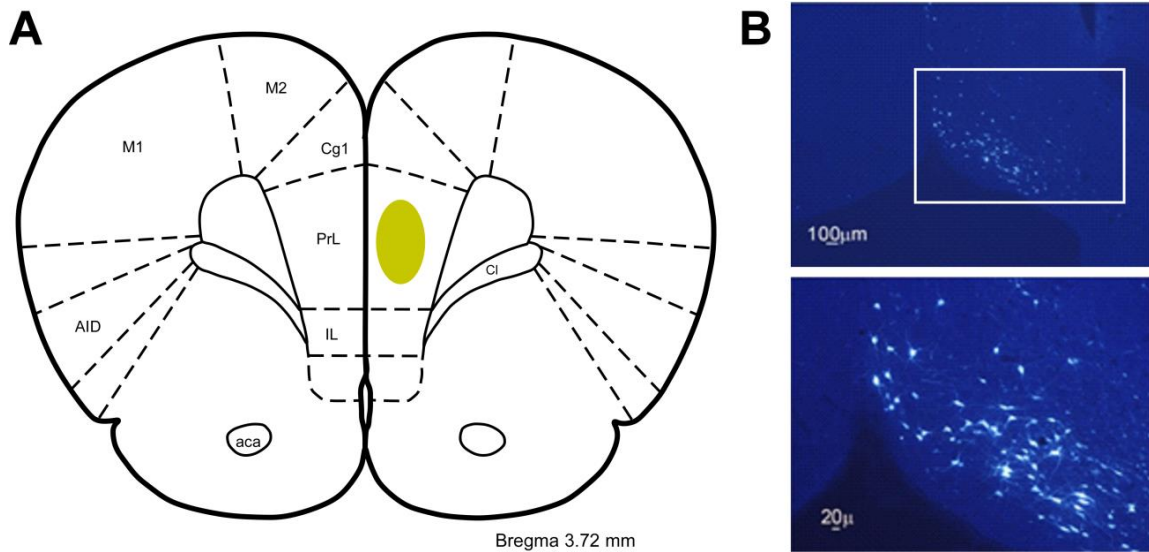 A
M2
M1
Cg1
PrL
Cl
AID
IL
aca
Bregma 3.72 mm
B
100μm
20μ